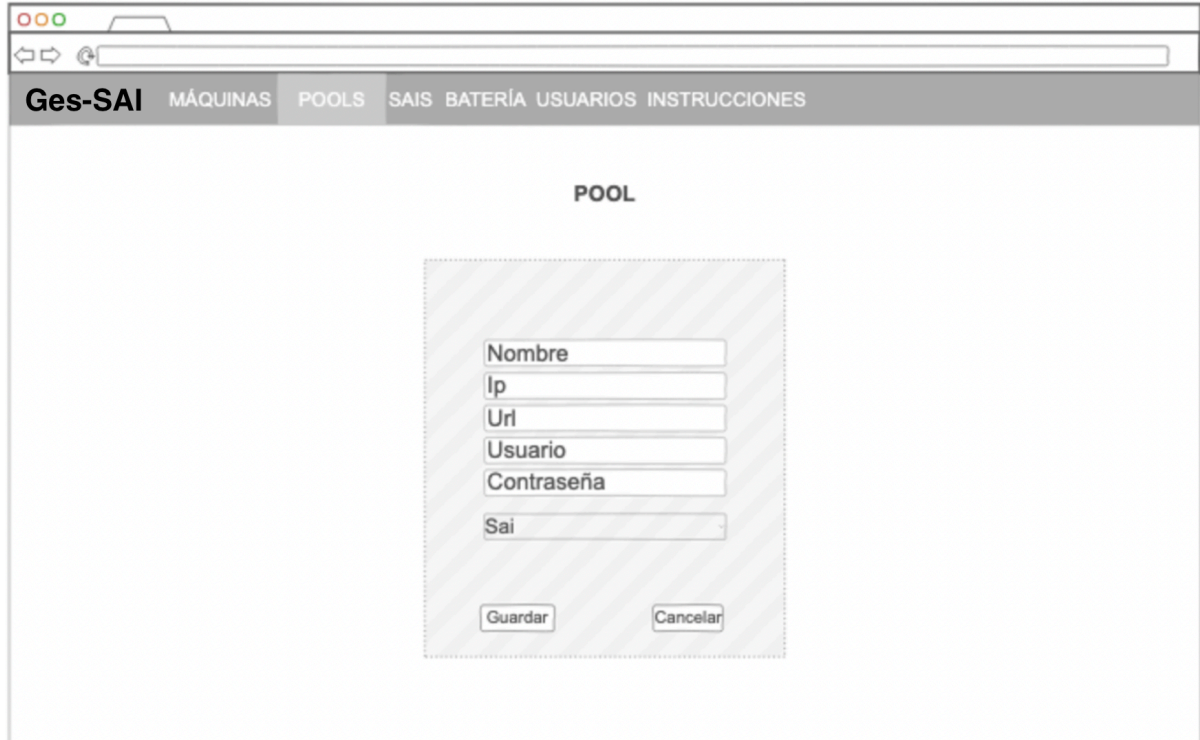 Ges-SAI MÁQUINAS POOLS SAIS BATERÍA USUARIOS INSTRUCCIONES
POOL
Nombre
Ip
Url
Usuario
Contraseña
Sai
Guardar Cancelar